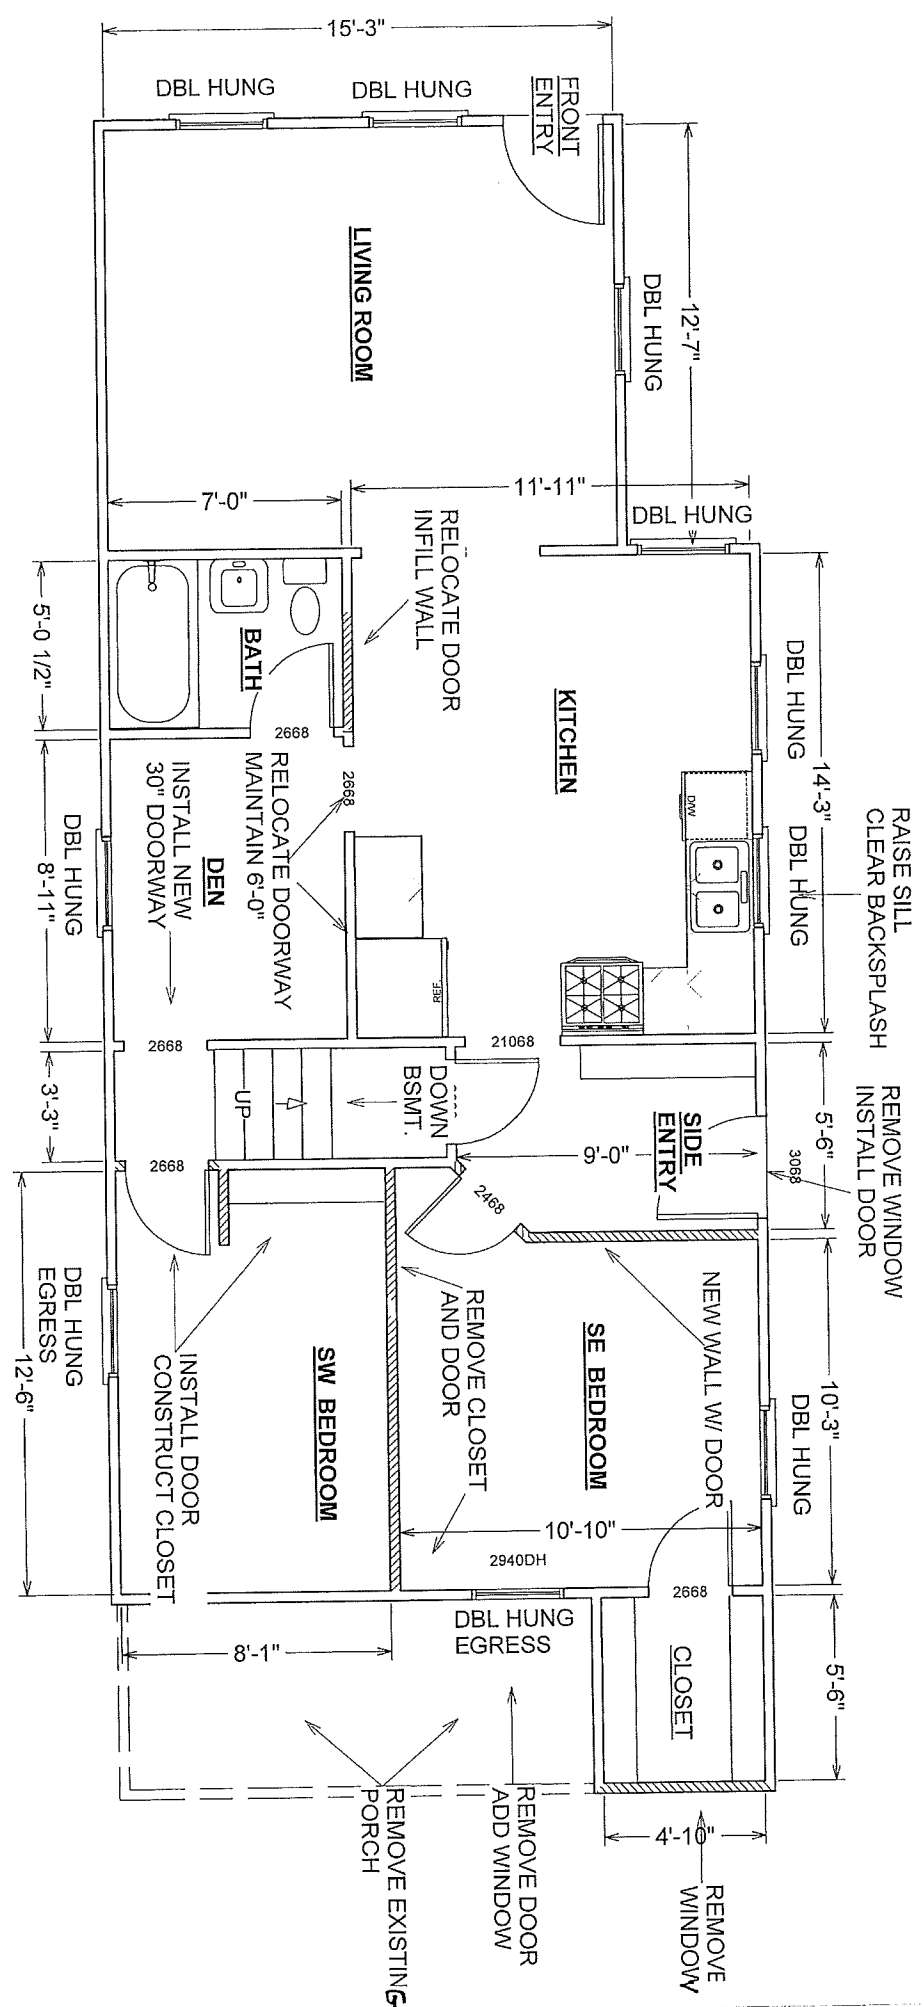 15'-3"
DBL HUNG
DBL HUNG
FRONT
ENTRY
12'-7"
DBL HUNG
LIVING ROOM
7'-0"
11'-11"
DBL HUNG
RELOCATE DOOR
INFILL WALL
5'-0 1/2"
BATH
2668
KITCHEN
DBL HUNG
14'-3"
DBL HUNG
RAISE SILL
CLEAR BACKSPLASH
D/W
2668
RELOCATE DOORWAY
MAINTAIN 6'-0"
INSTALL NEW
30" DOORWAY
DEN
8'-11"
DBL HUNG
REF.
2668
21068
3'-3"
UP
DOWN
BSMT.
SIDE
ENTRY
9'-0"
5'-6"
3068
REMOVE WINDOW
INSTALL DOOR
2668
2468
DBL HUNG
EGRESS
12'-6"
INSTALL DOOR
CONSTRUCT CLOSET
SW BEDROOM
REMOVE CLOSET
AND DOOR
SE BEDROOM
NEW WALL W/ DOOR
10'-3"
DBL HUNG
10'-10"
2940DH
2668
DBL HUNG
EGRESS
8'-1"
CLOSET
5'-6"
4'-10"
REMOVE EXISTING
PORCH
REMOVE DOOR
ADD WINDOW
REMOVE
WINDOW